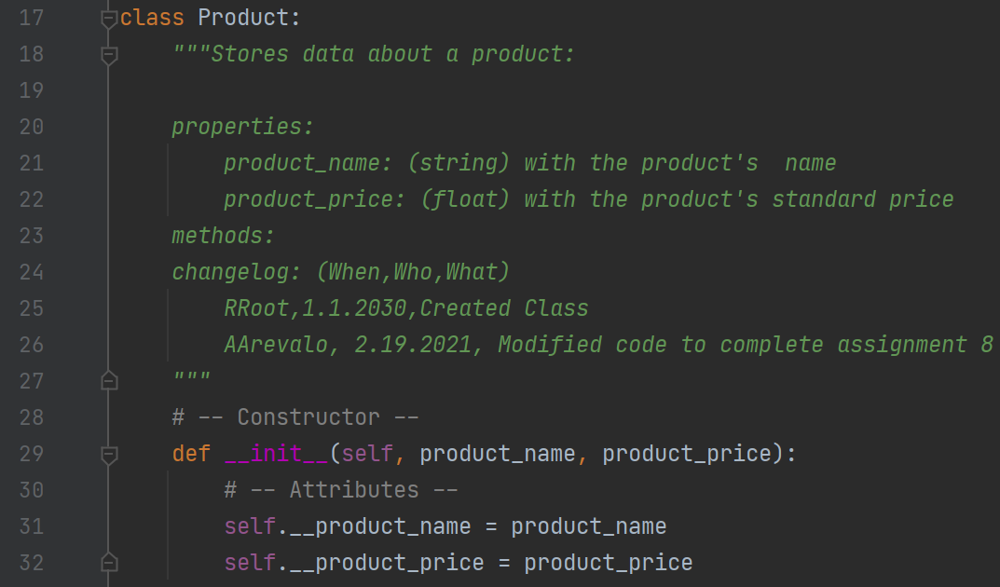 17 class Product:
18     """Stores data about a product:
19
20     properties:
21         product_name: (string) with the product's  name
22         product_price: (float) with the product's standard price
23     methods:
24     changelog: (When,Who,What)
25         RRoot,1.1.2030,Created Class
26         AArevalo, 2.19.2021, Modified code to complete assignment 8
27     """
28     # -- Constructor --
29     def __init__(self, product_name, product_price):
30         # -- Attributes --
31         self.__product_name = product_name
32         self.__product_price = product_price